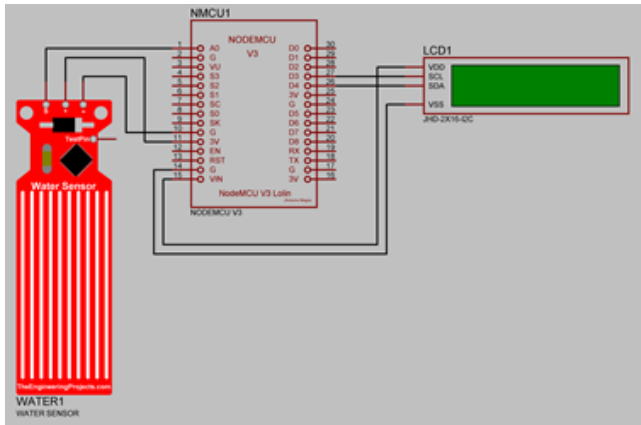 NMCU1
NODEMCU
V3
1 A0
2 G
3 VU
4 S3
5 S2
6 S1
7 SC
8 S0
9 SK
10 G
11 3V
12 EN
13 RST
14 G
15 VIN
D0 30
D1 29
D2 28
D3 27
D4 26
3V 25
G 24
D5 23
D6 22
D7 21
D8 20
RX 19
TX 18
G 17
3V 16
NodeMCU V3 Lolin
NODEMCU V3
LCD1
VDD
SCL
SDA
VSS
JHD-2X16-I2C
TestPin
Water Sensor
TheEngineeringProjects.com
WATER1
WATER SENSOR